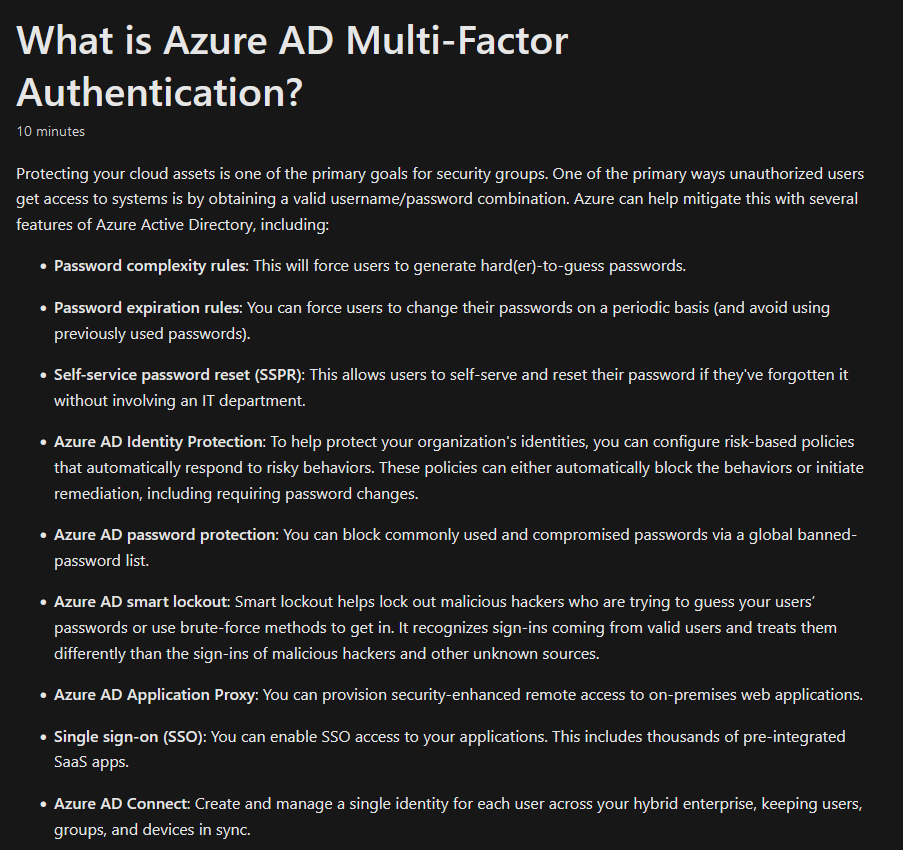 What is Azure AD Multi-Factor
Authentication?
10 minutes
Protecting your cloud assets is one of the primary goals for security groups. One of the primary ways unauthorized users
get access to systems is by obtaining a valid username/password combination. Azure can help mitigate this with several
features of Azure Active Directory, including:
• Password complexity rules: This will force users to generate hard(er)-to-guess passwords.
• Password expiration rules: You can force users to change their passwords on a periodic basis (and avoid using
previously used passwords).
• Self-service password reset (SSPR): This allows users to self-serve and reset their password if they've forgotten it
without involving an IT department.
• Azure AD Identity Protection: To help protect your organization's identities, you can configure risk-based policies
that automatically respond to risky behaviors. These policies can either automatically block the behaviors or initiate
remediation, including requiring password changes.
• Azure AD password protection: You can block commonly used and compromised passwords via a global banned-
password list.
• Azure AD smart lockout: Smart lockout helps lock out malicious hackers who are trying to guess your users’
passwords or use brute-force methods to get in. It recognizes sign-ins coming from valid users and treats them
differently than the sign-ins of malicious hackers and other unknown sources.
• Azure AD Application Proxy: You can provision security-enhanced remote access to on-premises web applications.
• Single sign-on (SSO): You can enable SSO access to your applications. This includes thousands of pre-integrated
SaaS apps.
• Azure AD Connect: Create and manage a single identity for each user across your hybrid enterprise, keeping users,
groups, and devices in sync.